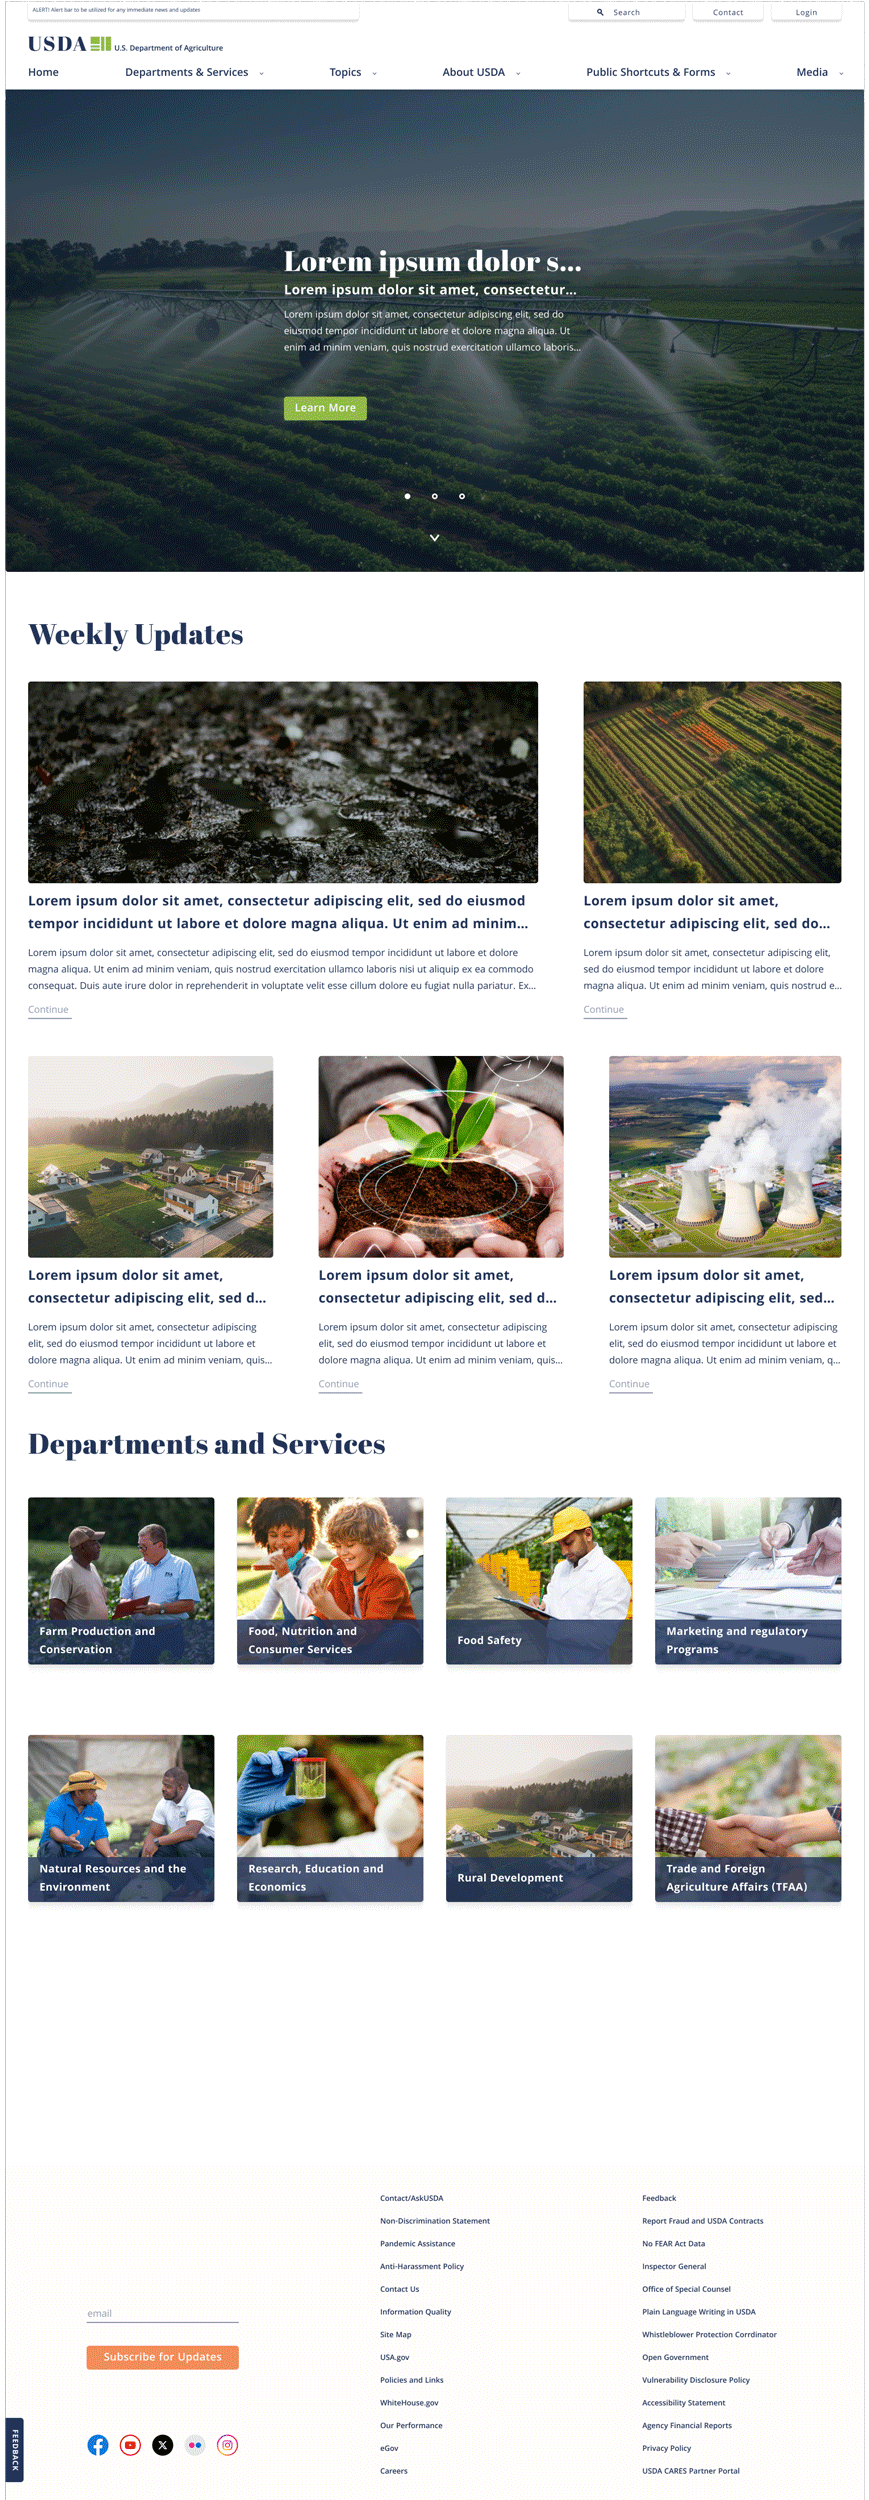 ALERT! Alert bar to be utilized for any immediate news and updates
Search
Contact
Login
USDA
U.S. Department of Agriculture
Home
Departments & Services
Topics
About USDA
Public Shortcuts & Forms
Media
Lorem ipsum dolor s...
Lorem ipsum dolor sit amet, consectetur...
Lorem ipsum dolor sit amet, consectetur adipiscing elit, sed do
eiusmod tempor incididunt ut labore et dolore magna aliqua. Ut
enim ad minim veniam, quis nostrud exercitation ullamco laboris...
Learn More
Weekly Updates
Lorem ipsum dolor sit amet, consectetur adipiscing elit, sed do eiusmod
tempor incididunt ut labore et dolore magna aliqua. Ut enim ad minim...
Lorem ipsum dolor sit amet, consectetur adipiscing elit, sed do eiusmod tempor incididunt ut labore et dolore
magna aliqua. Ut enim ad minim veniam, quis nostrud exercitation ullamco laboris nisi ut aliquip ex ea commodo
consequat. Duis aute irure dolor in reprehenderit in voluptate velit esse cillum dolore eu fugiat nulla pariatur. Ex...
Continue
Lorem ipsum dolor sit amet,
consectetur adipiscing elit, sed do...
Lorem ipsum dolor sit amet, consectetur adipiscing elit,
sed do eiusmod tempor incididunt ut labore et dolore
magna aliqua. Ut enim ad minim veniam, quis nostrud e...
Continue
Lorem ipsum dolor sit amet,
consectetur adipiscing elit, sed d...
Lorem ipsum dolor sit amet, consectetur adipiscing
elit, sed do eiusmod tempor incididunt ut labore et
dolore magna aliqua. Ut enim ad minim veniam, quis...
Continue
Lorem ipsum dolor sit amet,
consectetur adipiscing elit, sed d...
Lorem ipsum dolor sit amet, consectetur adipiscing
elit, sed do eiusmod tempor incididunt ut labore et
dolore magna aliqua. Ut enim ad minim veniam, quis...
Continue
Lorem ipsum dolor sit amet,
consectetur adipiscing elit, sed...
Lorem ipsum dolor sit amet, consectetur adipiscing
elit, sed do eiusmod tempor incididunt ut labore et
dolore magna aliqua. Ut enim ad minim veniam, q...
Continue
Departments and Services
Farm Production and
Conservation
Food, Nutrition and
Consumer Services
Food Safety
Marketing and regulatory
Programs
Natural Resources and the
Environment
Research, Education and
Economics
Rural Development
Trade and Foreign
Agriculture Affairs (TFAA)
email
Subscribe for Updates
FEEDBACK
Contact/AskUSDA
Non-Discrimination Statement
Pandemic Assistance
Anti-Harassment Policy
Contact Us
Information Quality
Site Map
USA.gov
Policies and Links
WhiteHouse.gov
Our Performance
eGov
Careers
Feedback
Report Fraud and USDA Contracts
No FEAR Act Data
Inspector General
Office of Special Counsel
Plain Language Writing in USDA
Whistleblower Protection Corrdinator
Open Government
Vulnerability Disclosure Policy
Accessibility Statement
Agency Financial Reports
Privacy Policy
USDA CARES Partner Portal